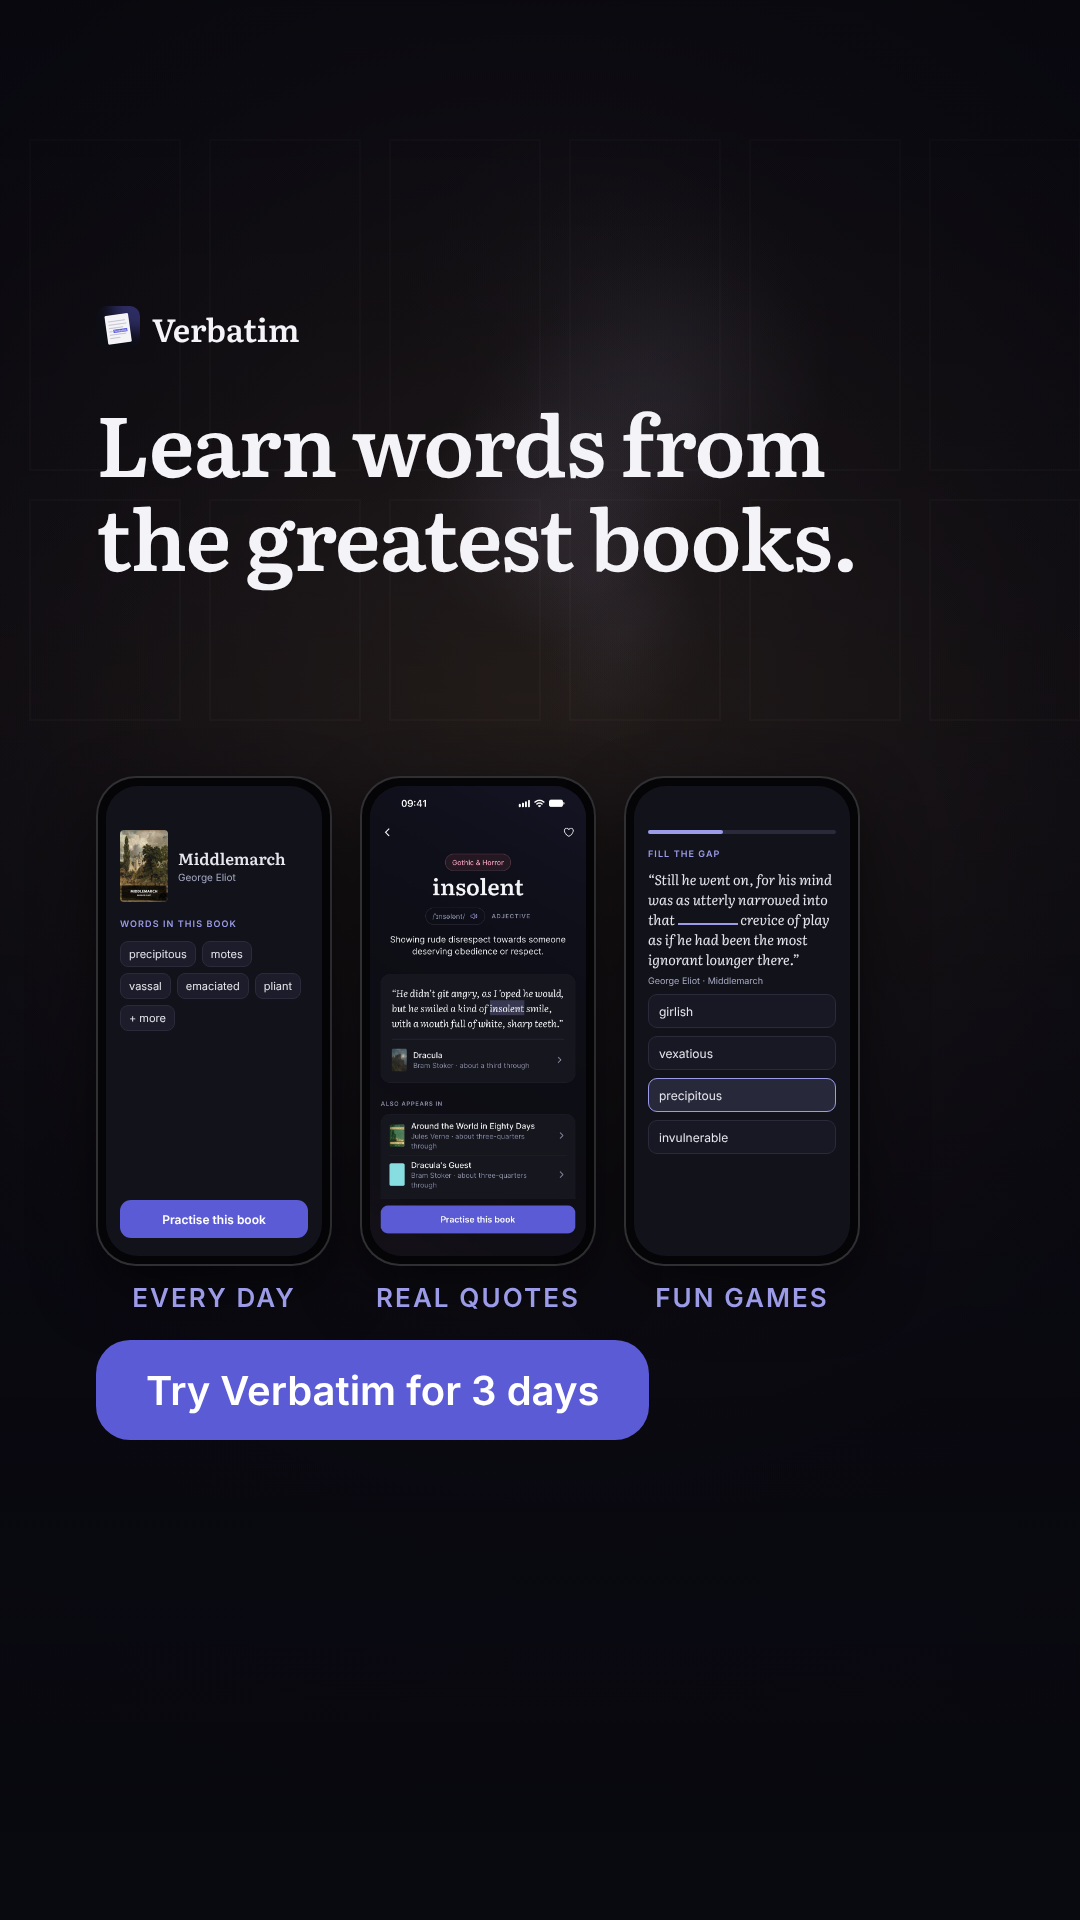 Verbatim
Learn words from
the greatest books.
MIDDLEMARCH
Middlemarch
George Eliot
WORDS IN THIS BOOK
precipitous
motes
vassal
emaciated
pliant
+ more
Practise this book
EVERY DAY
09:41
Gothic & Horror
insolent
/ˈɪnsələnt/
ADJECTIVE
Showing rude disrespect towards someone
deserving obedience or respect.
“He didn’t git angry, as I ’oped he would,
but he smiled a kind of insolent smile,
with a mouth full of white, sharp teeth.”
Dracula
Bram Stoker · about a third through
ALSO APPEARS IN
Around the World in Eighty Days
Jules Verne · about three-quarters
through
Dracula's Guest
Bram Stoker · about three-quarters
through
Practise this book
REAL QUOTES
FILL THE GAP
“Still he went on, for his mind
was as utterly narrowed into
that ________ crevice of play
as if he had been the most
ignorant lounger there.”
George Eliot · Middlemarch
girlish
vexatious
precipitous
invulnerable
FUN GAMES
Try Verbatim for 3 days